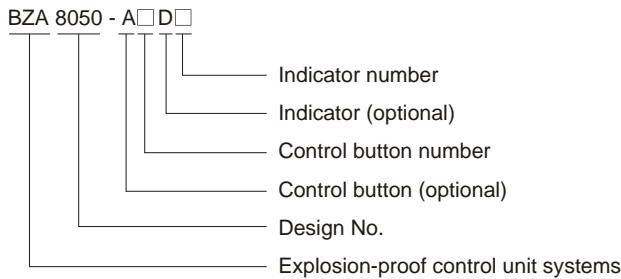 BZA 8050 - A□ D□
Indicator number
Indicator (optional)
Control button number
Control button (optional)
Design No.
Explosion-proof control unit systems